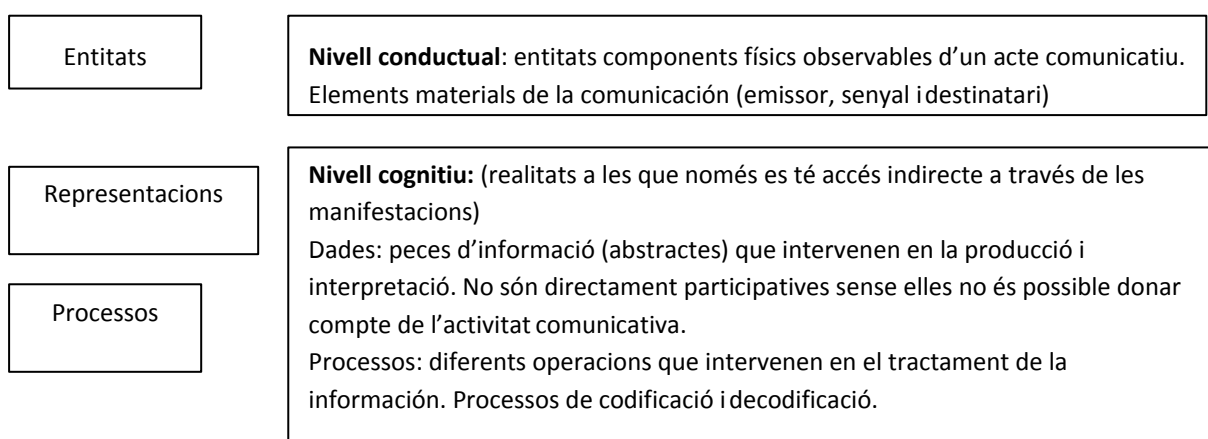 Entitats
Nivell conductual: entitats components físics observables d’un acte comunicatiu.
Elements materials de la comunicación (emissor, senyal i destinatari)
Representacions
Nivell cognitiu: (realitats a les que només es té accés indirecte a través de les
manifestacions)
Dades: peces d’informació (abstractes) que intervenen en la producció i
interpretació. No són directament participatives sense elles no és possible donar
compte de l’activitat comunicativa.
Processos
Processos: diferents operacions que intervenen en el tractament de la
información. Processos de codificació i decodificació.